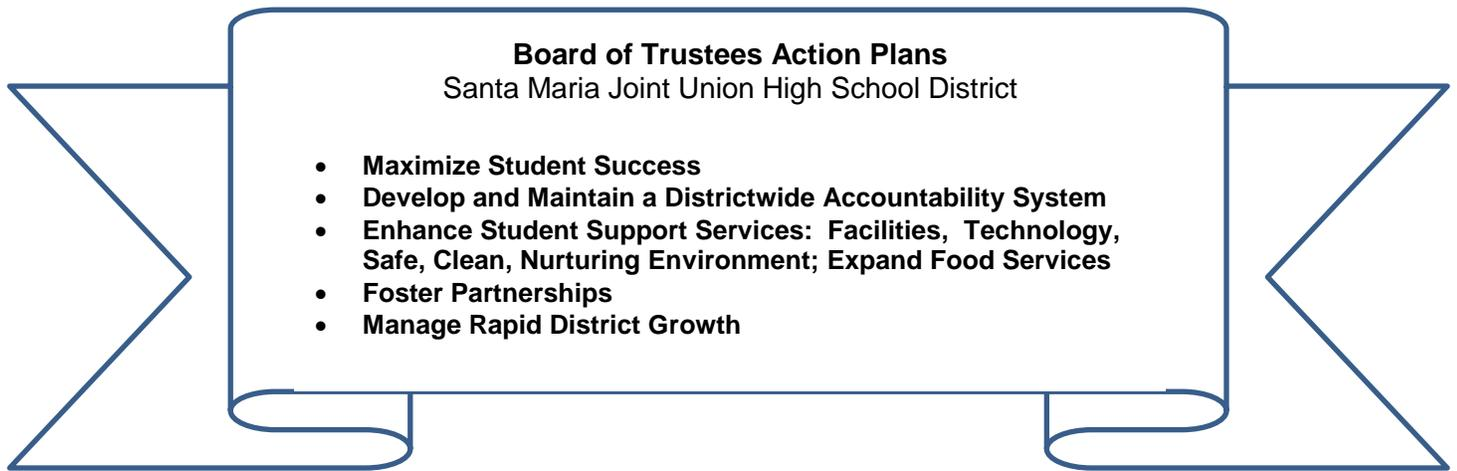 Board of Trustees Action Plans
Santa Maria Joint Union High School District
• Maximize Student Success
• Develop and Maintain a Districtwide Accountability System
• Enhance Student Support Services:  Facilities,  Technology,
Safe, Clean, Nurturing Environment; Expand Food Services
• Foster Partnerships
• Manage Rapid District Growth